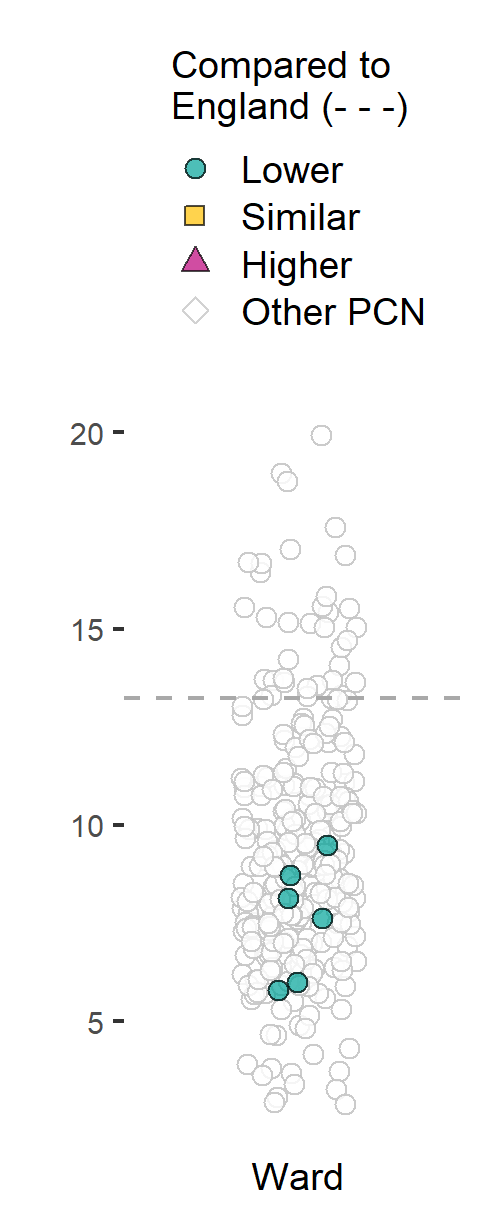 Compared to
England (- - -)
Lower
Similar
Higher
Other PCN
20
15
10
5
Ward